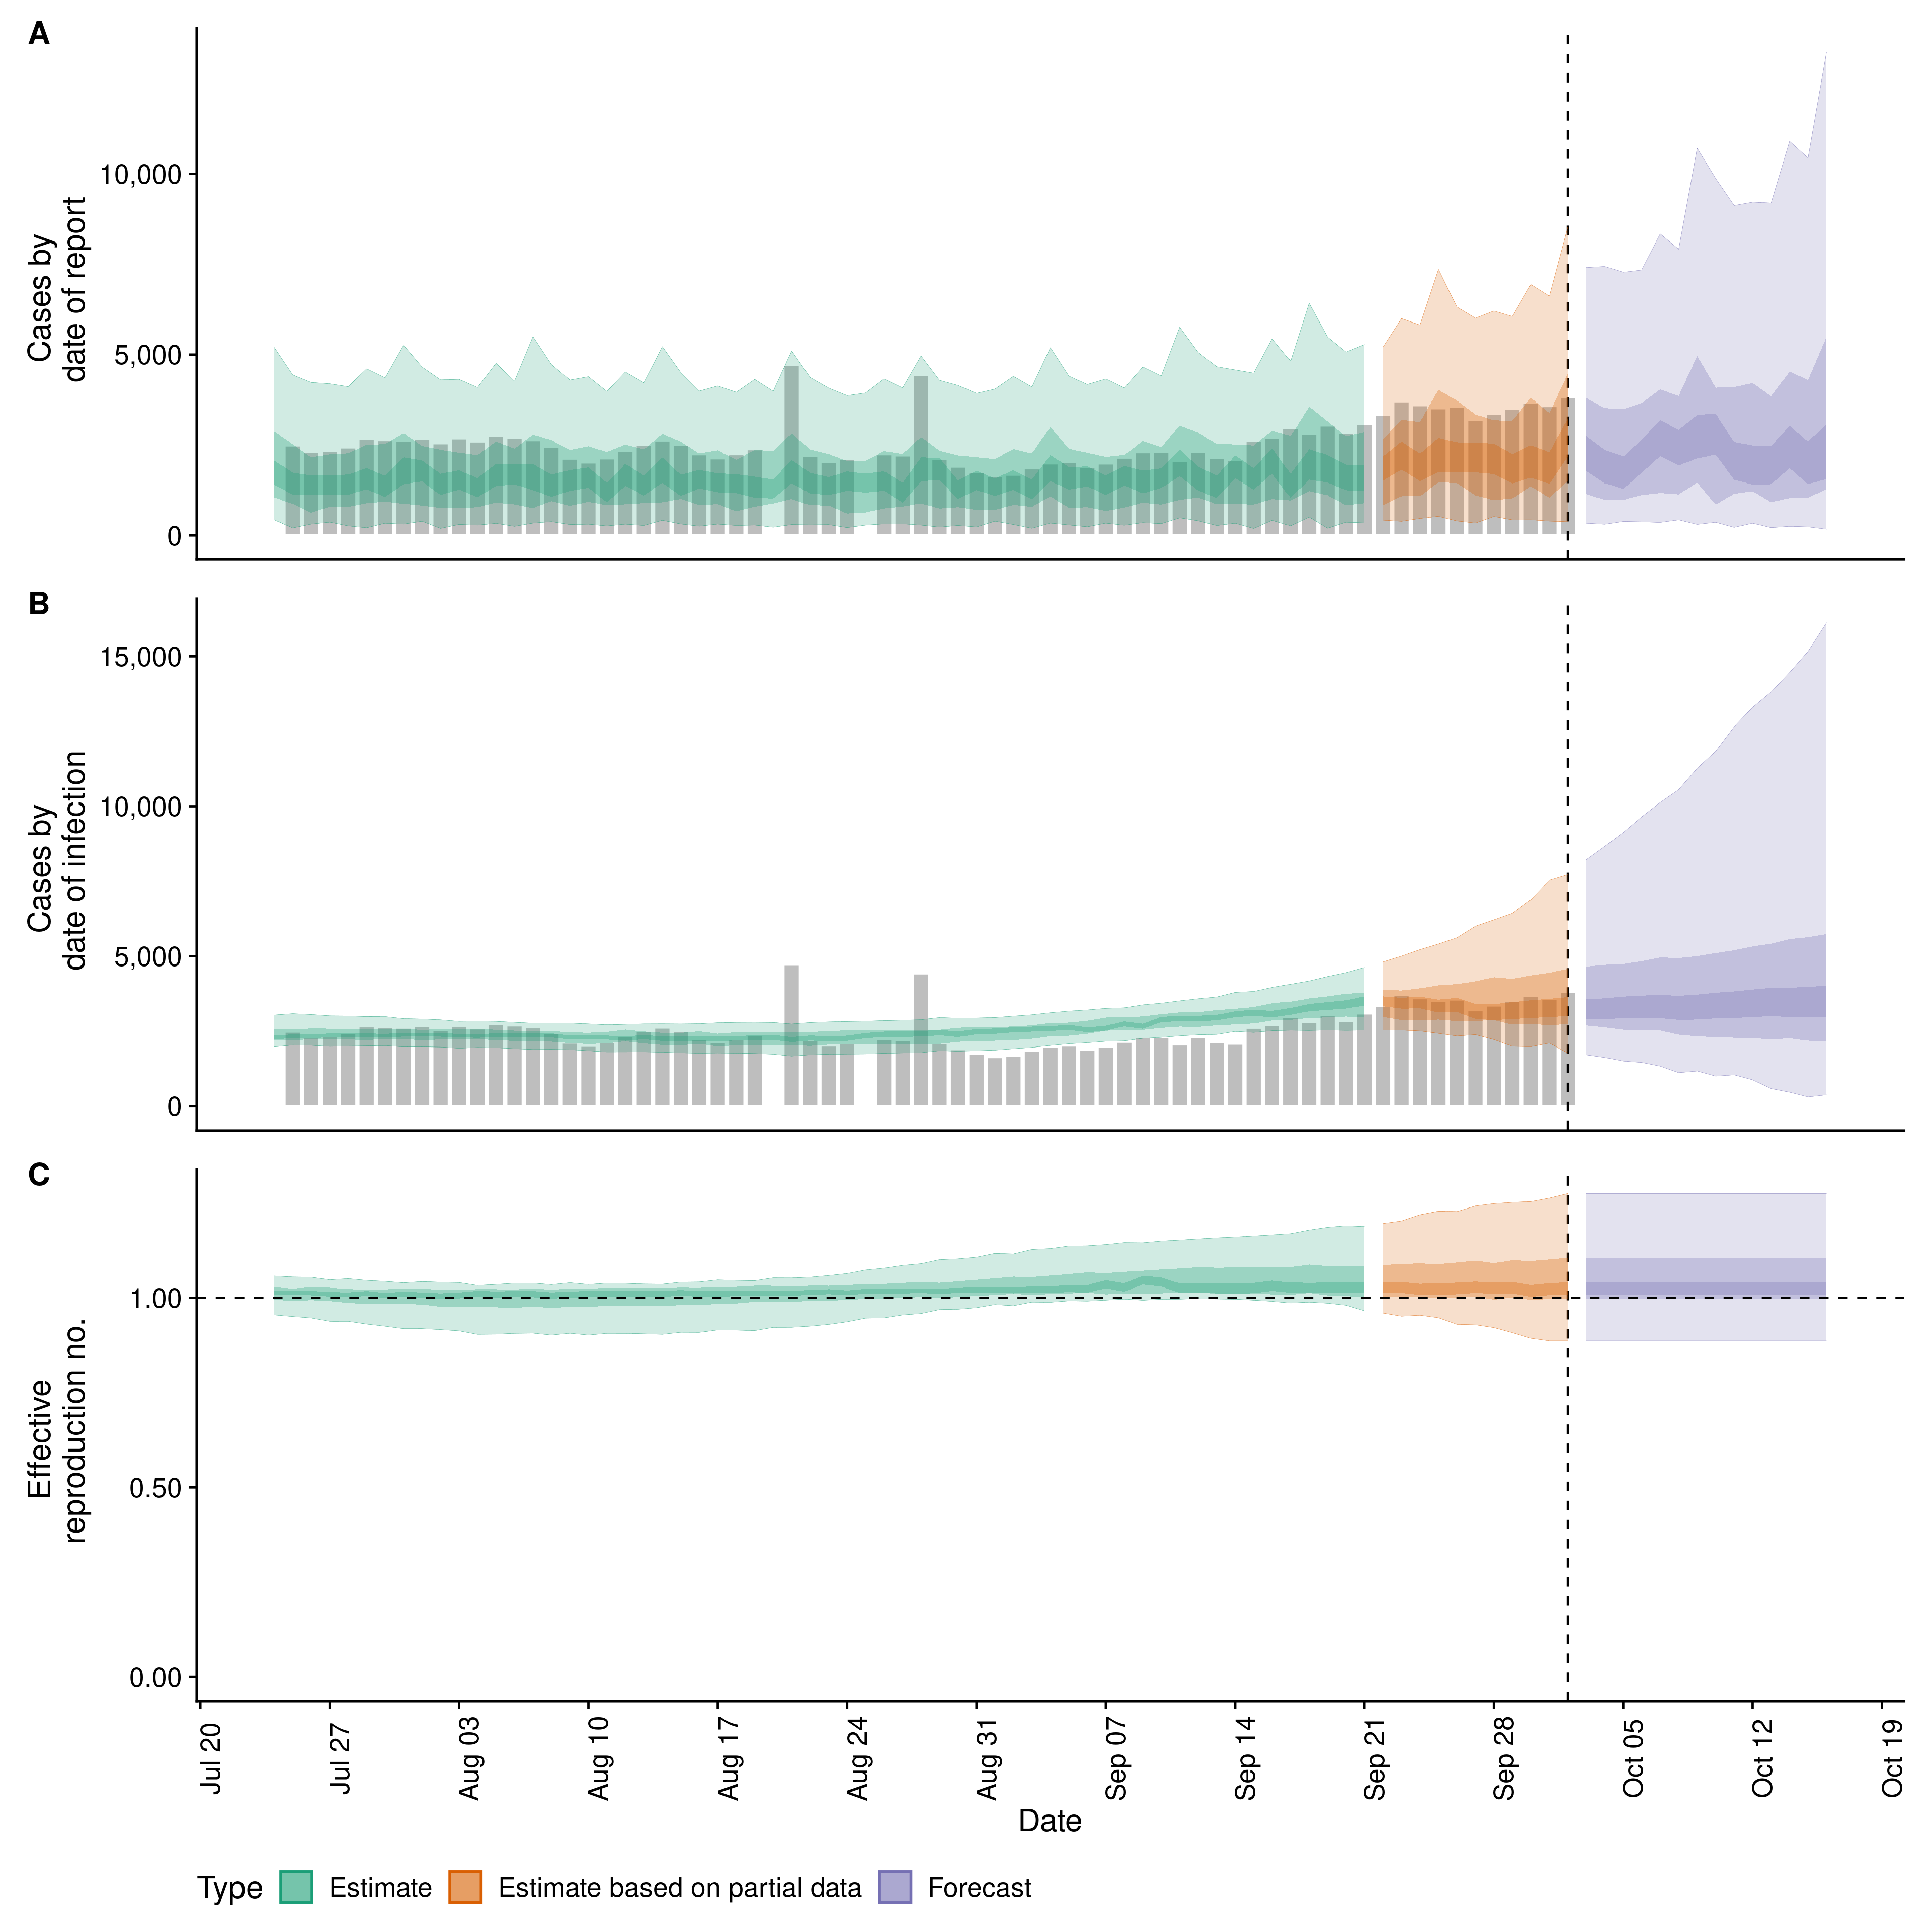 A
Cases by
date of report
10,000
5,000
0
B
Cases by
date of infection
15,000
10,000
5,000
0
C
Effective
reproduction no.
1.00
0.50
0.00
Jul 20
Jul 27
Aug 03
Aug 10
Aug 17
Aug 24
Aug 31
Sep 07
Sep 14
Sep 21
Sep 28
Oct 05
Oct 12
Oct 19
Date
Type Estimate Estimate based on partial data Forecast